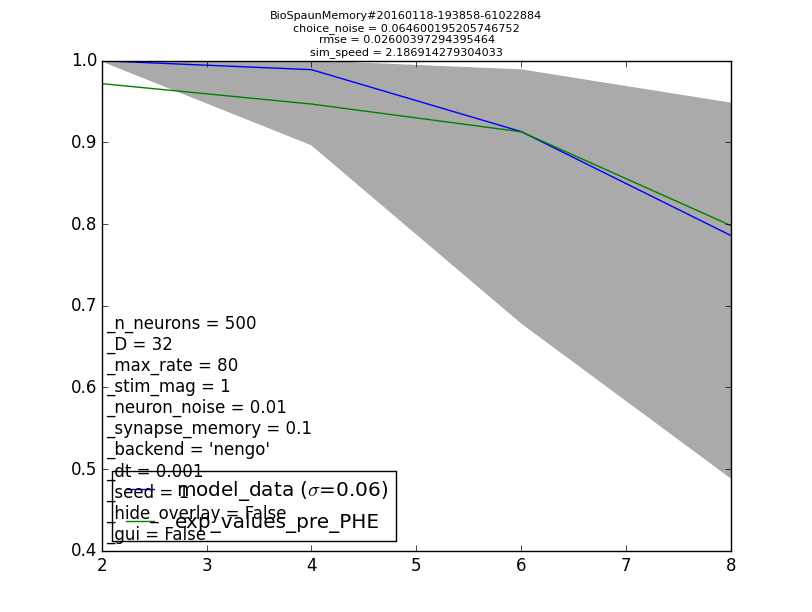 BioSpaunMemory#20160118-193858-61022884
choice_noise = 0.064600195205746752
rmse = 0.02600397294395464
sim_speed = 2.186914279304033
1.0
0.9
0.8
0.7
0.6
0.5
0.4
_n_neurons = 500
_D = 32
_max_rate = 80
_stim_mag = 1
_neuron_noise = 0.01
_synapse_memory = 0.1
_backend = 'nengo'
_dt = 0.001
_seed = 1
model_data (σ=0.06)
_hide_overlay = False
exp_values_pre_PHE
_gui = False
2 3 4 5 6 7 8